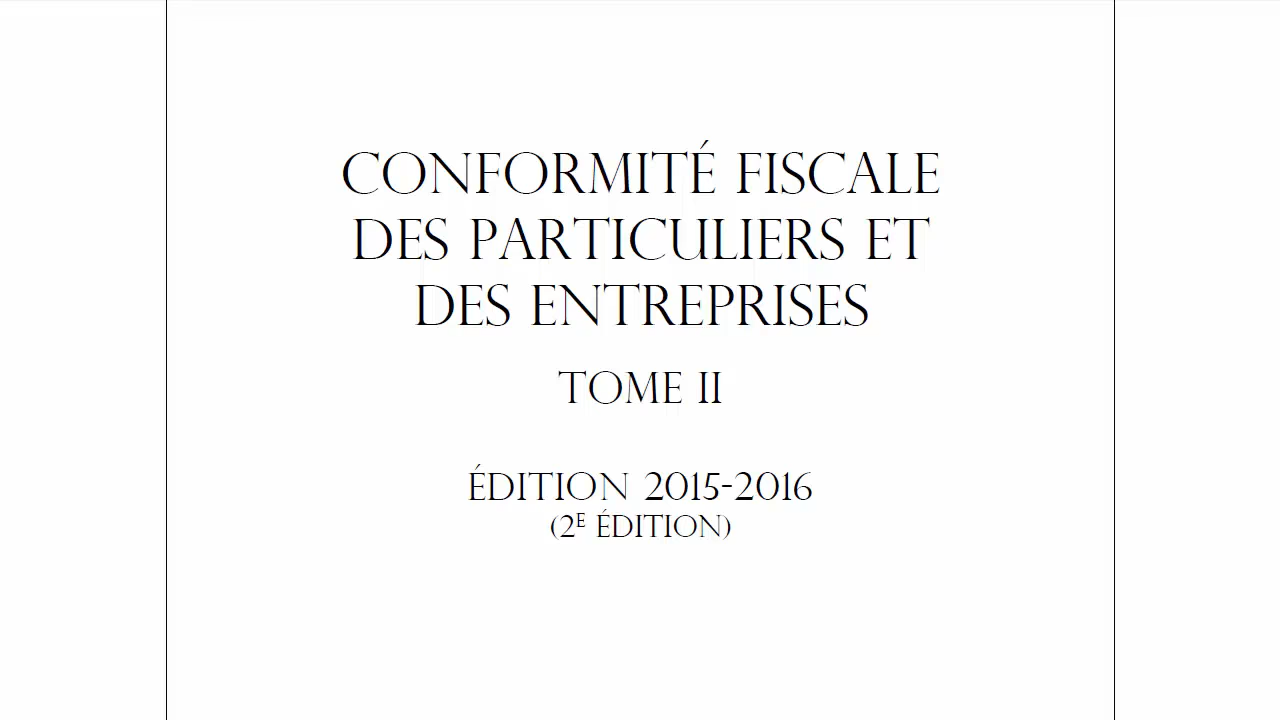 CONFORMITÉ FISCALE
DES PARTICULIERS ET
DES ENTREPRISES
TOME II
ÉDITION 2015-2016
(2E ÉDITION)